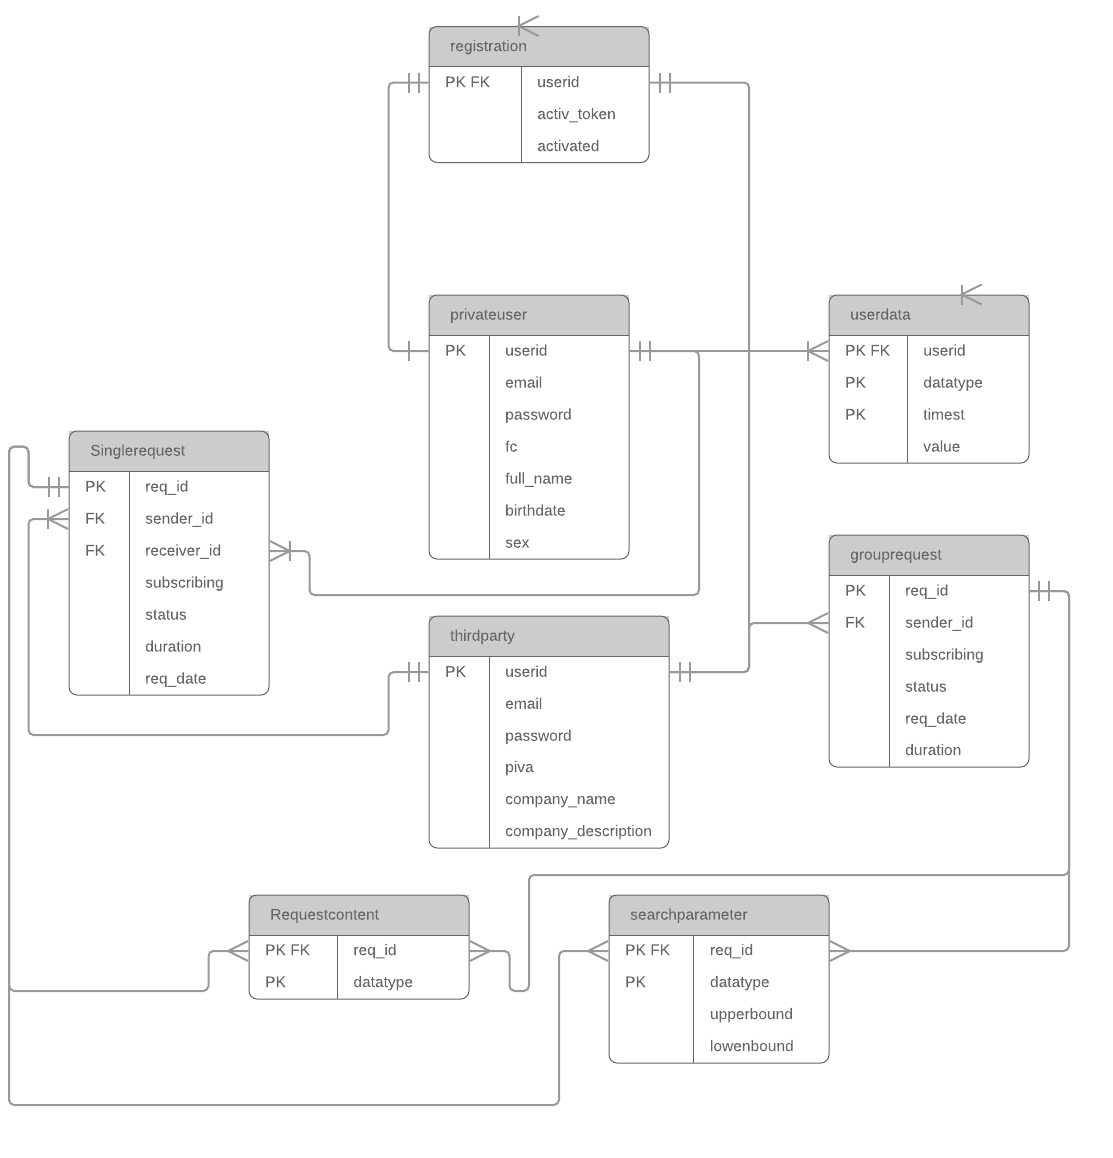 registration
PK FK userid
activ_token
activated
privateuser
PK userid
email
password
fc
full_name
birthdate
sex
userdata
PK FK userid
PK datatype
PK timest
value
Singlerequest
PK req_id
FK sender_id
FK receiver_id
subscribing
status
duration
req_date
grouprequest
PK req_id
FK sender_id
subscribing
status
req_date
duration
thirdparty
PK userid
email
password
piva
company_name
company_description
Requestcontent
PK FK req_id
PK datatype
searchparameter
PK FK req_id
PK datatype
upperbound
lowenbound